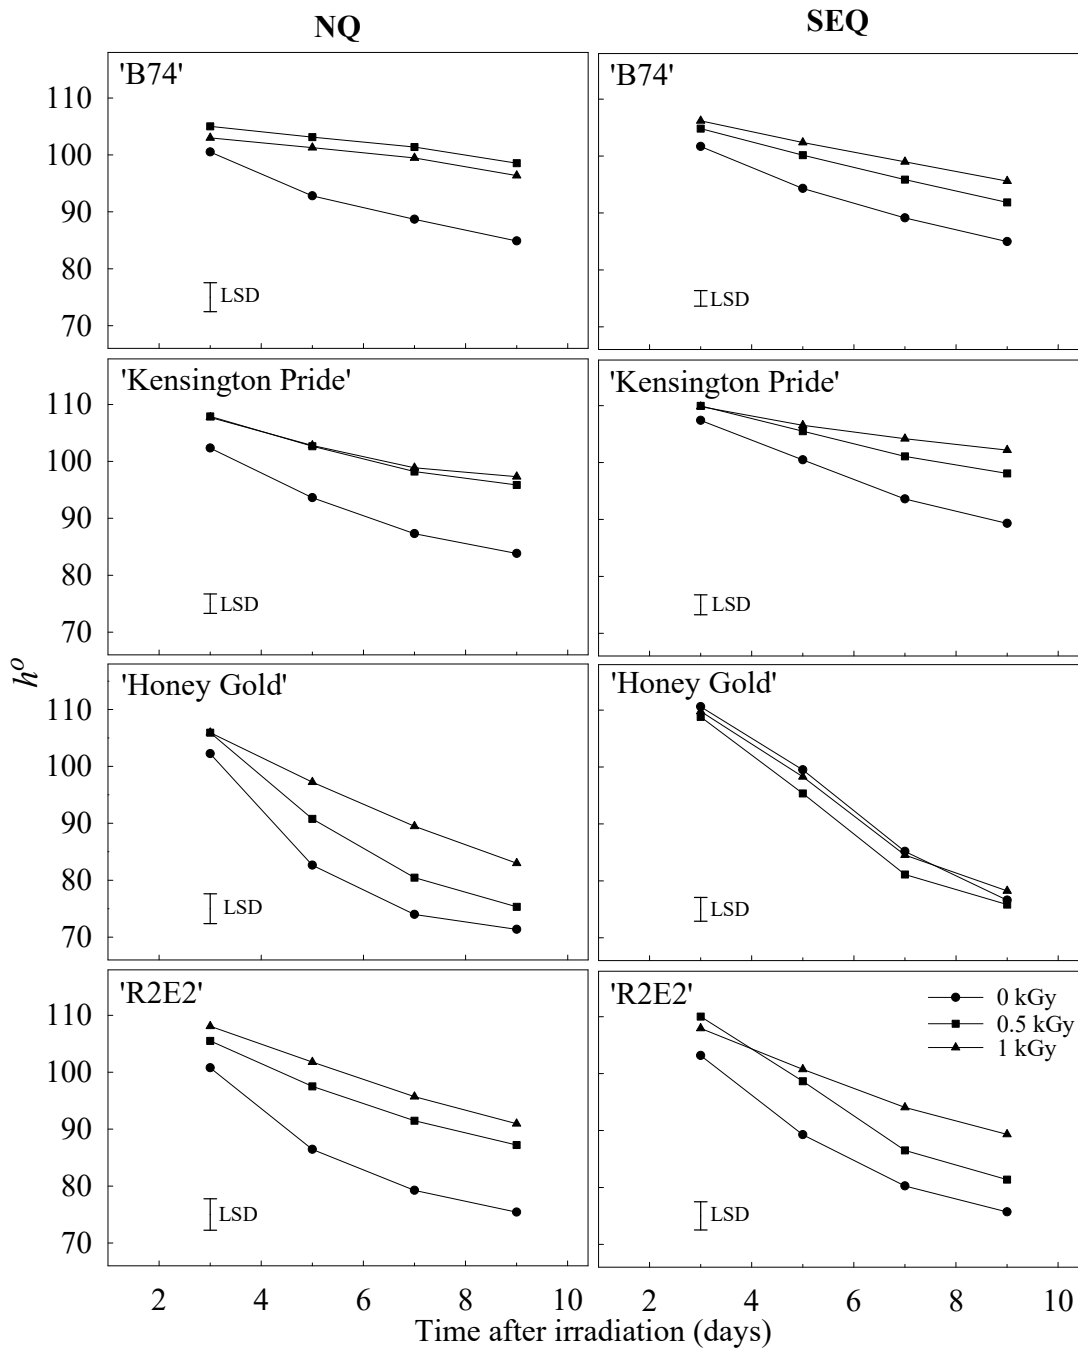 NQ
SEQ
'B74'
110
100
90
80
70
LSD
'B74'
LSD
'Kensington Pride'
110
100
90
80
70
LSD
'Kensington Pride'
LSD
h°
'Honey Gold'
110
100
90
80
70
LSD
'Honey Gold'
LSD
'R2E2'
110
100
90
80
70
LSD
'R2E2'
0 kGy
0.5 kGy
1 kGy
LSD
2 4 6 8 10
2 4 6 8 10
Time after irradiation (days)